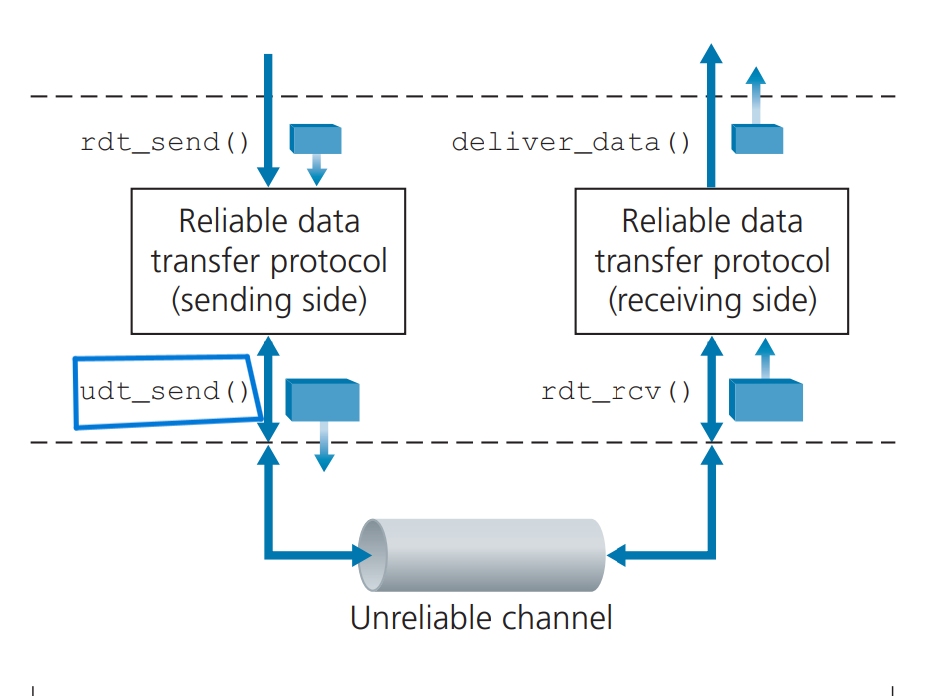 rdt_send()
deliver_data()
Reliable data
transfer protocol
(sending side)
Reliable data
transfer protocol
(receiving side)
udt_send()
rdt_rcv()
Unreliable channel